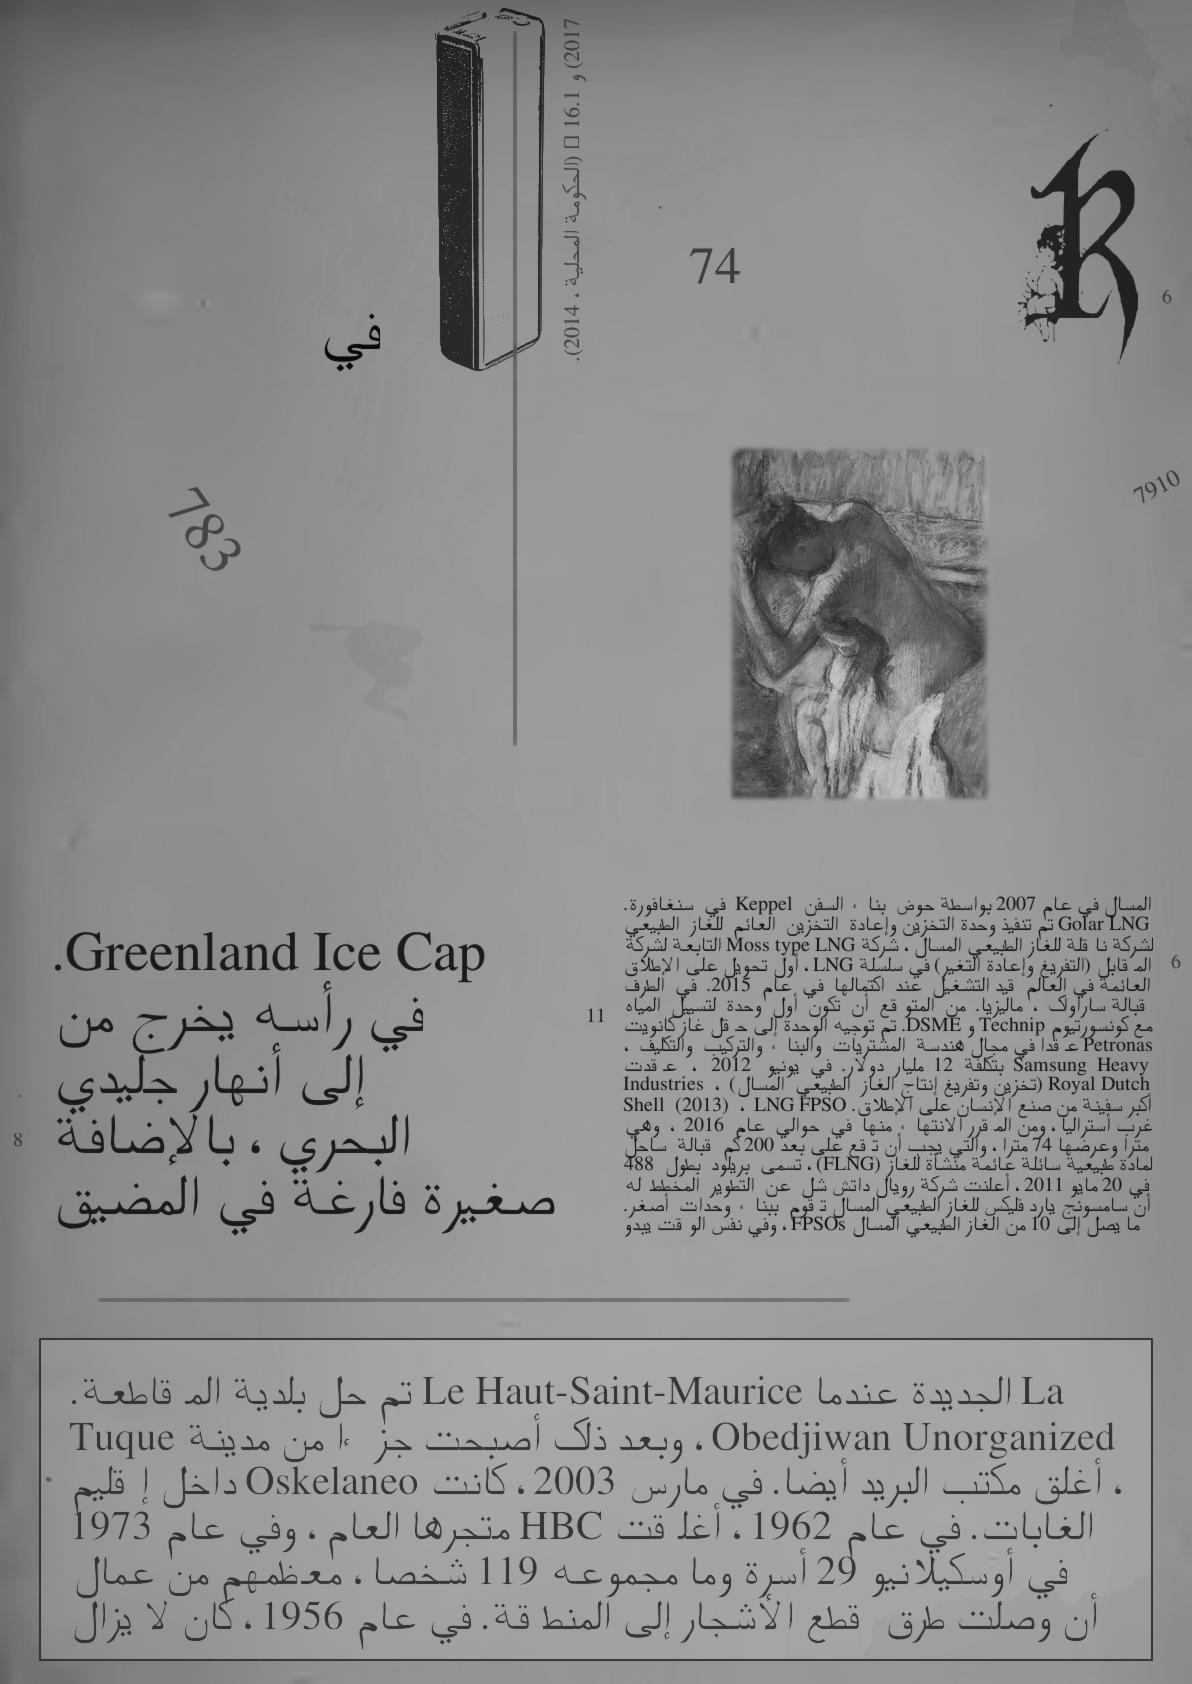 2017) و 16.1 □ (الحكومة المحلية ، 2014).
74
6
في
7910
783
Greenland Ice Cap.
في رأسه يخرج من
إلى أنهار جليدي
البحري ، بالإضافة
صغيرة فارغة في المضيق
8
11
6
المسال في عام 2007 بواسطة حوض بنا ، السفن Keppel في سنغافورة.
Golar LNG تم تنفيذ وحدة التخزين وإعادة التخزين العائم للغاز الطبيعي
لشركة نا قلة للغاز الطبيعي المسال ، شركة Moss type LNG التابعة لشركة
المـ قابل (التفريغ وإعادة التغير) في سلسلة LNG ، أول تحويل على الإطلاق
العائمة في العالم قيد التشغيل عند اكتمالها في عام 2015. في الطرف
قبالة ساراوك ، ماليزيا. من المتو قع أن تكون أول وحدة لتسييل المياه
مع كونسورتيوم Technip و DSME. تم توجيه الوحدة إلى حـ قل غاز كانويت
Petronas عـ قدا في مجال هندسة المشتريات والبنا ، والتركيب والتكليف ،
Samsung Heavy بتكلفة 12 مليار دولار. في يونيو 2012 ، عـ قدت
Royal Dutch (تخزين وتفريغ إنتاج الغاز الطبيعي المسال) ، Industries
أكبر سفينة من صنع الإنسان على الإطلاق. Shell (2013) ، LNG FPSO
غرب أستراليا ، ومن المـ قرر الانتها ، منها في حوالي عام 2016 ، وهي
مترا وعرضها 74 مترا ، والتي يجب أن تـ قع على بعد 200 كم قبالة ساحل
لمادة طبيعية سائلة عائمة منشأة للغاز (FLNG) ، تسمى بريلود بطول 488
في 20 مايو 2011 ، أعلنت شركة رويال داتش شل عن التطوير المخطط له
أن سامسونج يارد فليكس للغاز الطبيعي المسال تـ قوم ببنا ، وحدات أصغر.
ما يصل إلى 10 من الغاز الطبيعي المسال FPSOs ، وفي نفس الو قت يبدو
La الجديدة عندما Le Haut-Saint-Maurice تم حل بلدية المـ قاطعة.
Obedjiwan Unorganized ، وبعد ذلك أصبحت جز ءا من مدينة Tuque
، أغلق مكتب البريد أيضا. في مارس 2003 ، كانت Oskelaneo داخل إ قليم
الغابات. في عام 1962 ، أغلـ قت HBC متجرها العام ، وفي عام 1973
في أوسكيلانيو 29 أسرة وما مجموعه 119 شخصا ، معظمهم من عمال
أن وصلت طرق قطع الأشجار إلى المنطـ قة. في عام 1956 ، كان لا يزال